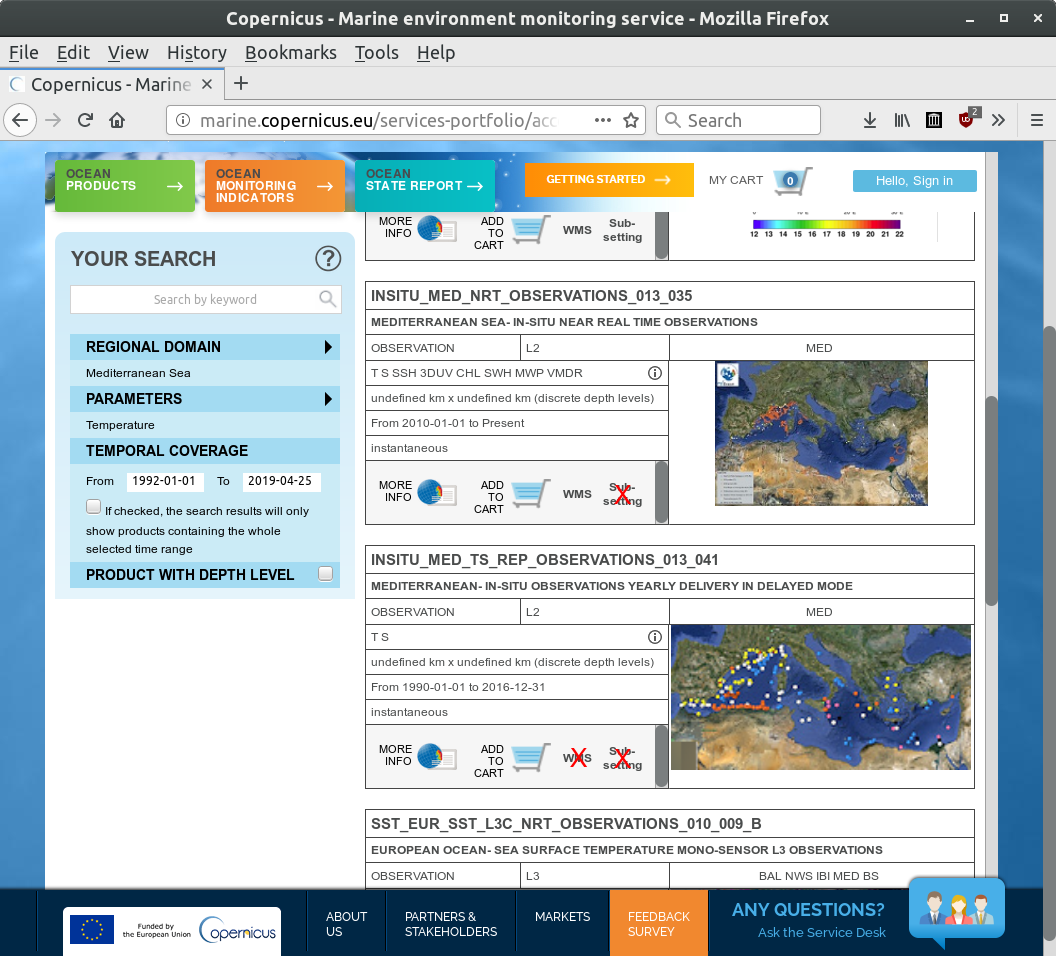 Copernicus - Marine environment monitoring service - Mozilla Firefox
File Edit View History Bookmarks Tools Help
Copernicus - Marine
marine.copernicus.eu/services-portfolio/acc
Search
2
OCEAN
PRODUCTS
OCEAN
MONITORING
INDICATORS
OCEAN
STATE REPORT
GETTING STARTED
MY CART
0
Hello, Sign in
YOUR SEARCH
?
Search by keyword
REGIONAL DOMAIN
Mediterranean Sea
PARAMETERS
Temperature
TEMPORAL COVERAGE
From 1992-01-01 To 2019-04-25
If checked, the search results will only
show products containing the whole
selected time range
PRODUCT WITH DEPTH LEVEL
MORE
INFO
ADD
TO
CART
WMS
Sub-
setting
12 13 14 15 16 17 18 19 20 21 22
INSITU_MED_NRT_OBSERVATIONS_013_035
MEDITERRANEAN SEA- IN-SITU NEAR REAL TIME OBSERVATIONS
OBSERVATION L2 MED
T S SSH 3DUV CHL SWH MWP VMDR
undefined km x undefined km (discrete depth levels)
From 2010-01-01 to Present
instantaneous
MORE
INFO
ADD
TO
CART
WMS
Sub-
setting
INSITU_MED_TS_REP_OBSERVATIONS_013_041
MEDITERRANEAN- IN-SITU OBSERVATIONS YEARLY DELIVERY IN DELAYED MODE
OBSERVATION L2 MED
T S
undefined km x undefined km (discrete depth levels)
From 1990-01-01 to 2016-12-31
instantaneous
MORE
INFO
ADD
TO
CART
WMS
Sub-
setting
SST_EUR_SST_L3C_NRT_OBSERVATIONS_010_009_B
EUROPEAN OCEAN- SEA SURFACE TEMPERATURE MONO-SENSOR L3 OBSERVATIONS
OBSERVATION L3 BAL NWS IBI MED BS
Funded by
the European Union
opernicus
ABOUT
US
PARTNERS &
STAKEHOLDERS
MARKETS
FEEDBACK
SURVEY
ANY QUESTIONS?
Ask the Service Desk